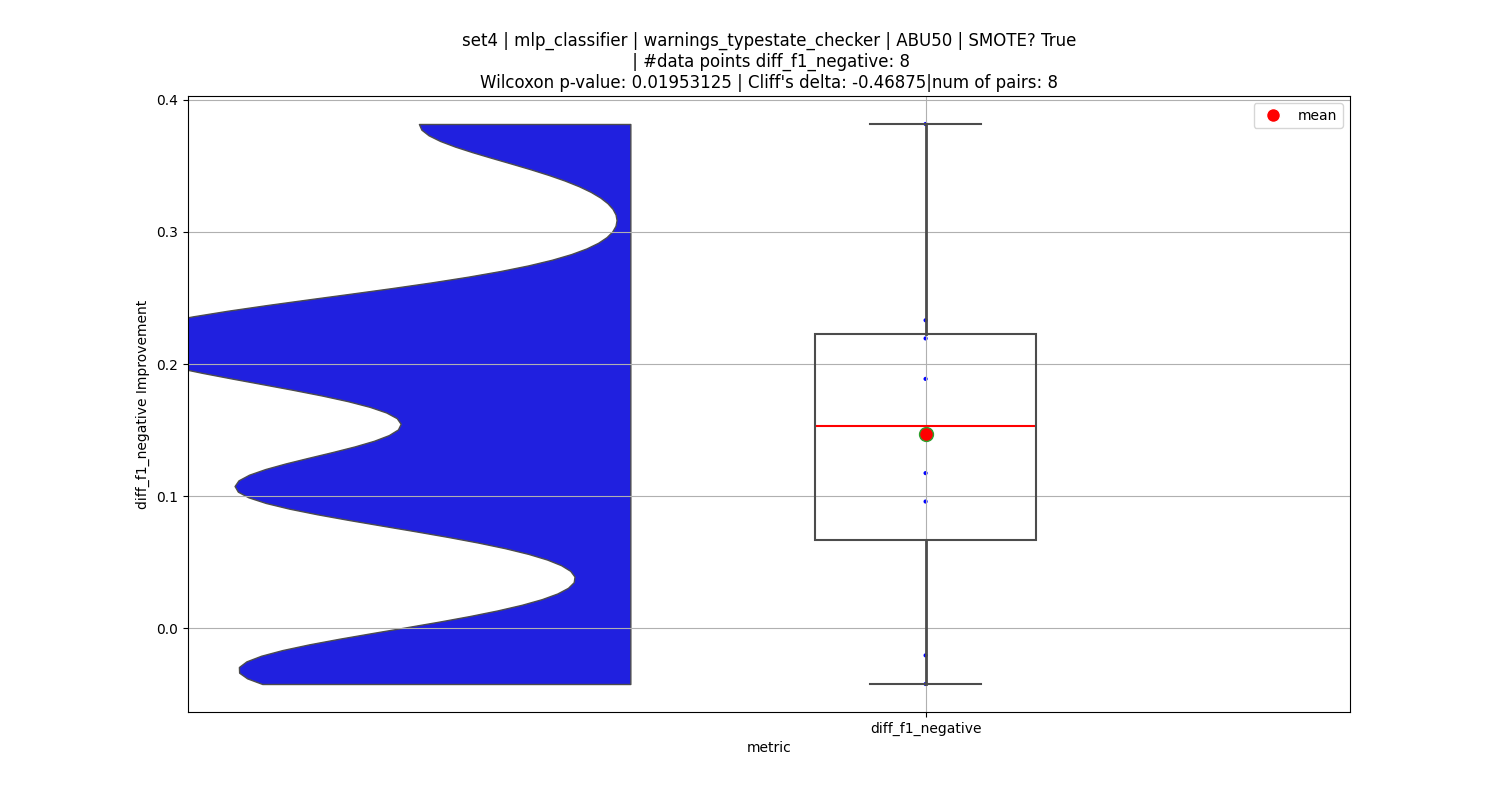 set4 | mlp_classifier | warnings_typestate_checker | ABU50 | SMOTE? True
| #data points diff_f1_negative: 8
Wilcoxon p-value: 0.01953125 | Cliff's delta: -0.46875|num of pairs: 8
mean
0.4
0.3
0.2
0.1
0.0
diff_f1_negative Improvement
diff_f1_negative
metric